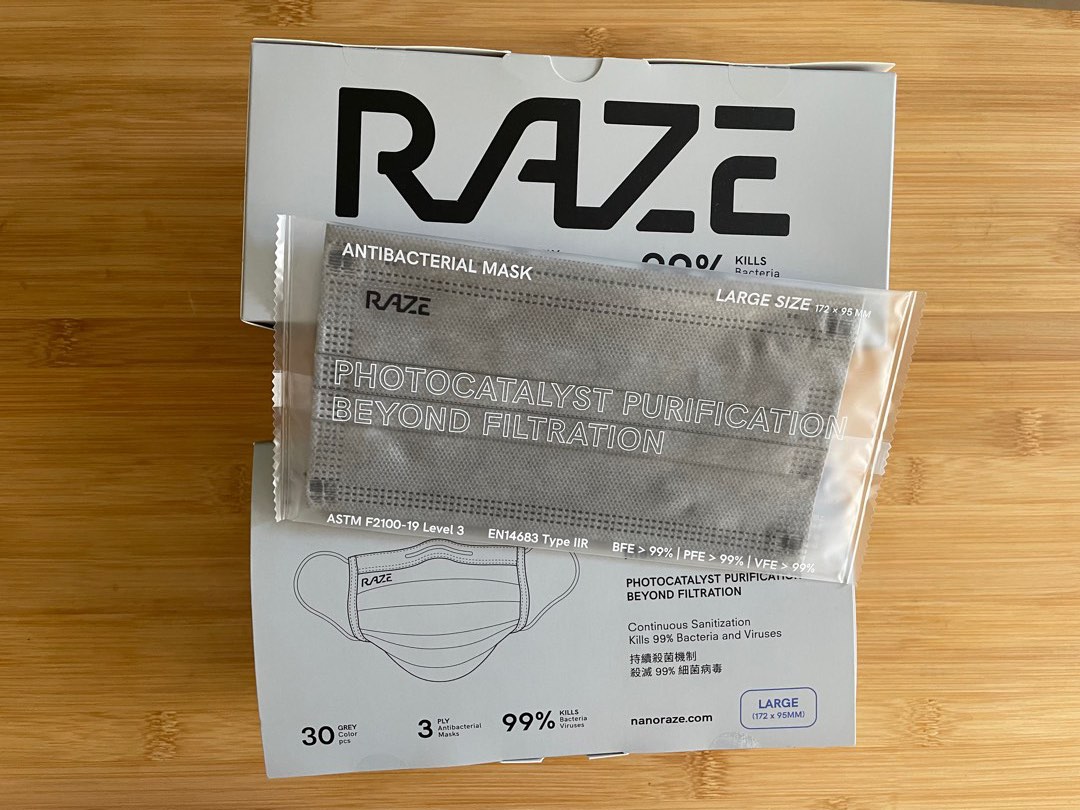 RAZE
99% KILLS
Bacteria
ANTIBACTERIAL MASK
LARGE SIZE 172 × 95 MM
RAZE
PHOTOCATALYST PURIFICATION
BEYOND FILTRATION
ASTM F2100-19 Level 3 EN14683 Type IIR BFE > 99% | PFE > 99% | VFE > 99%
RAZE
PHOTOCATALYST PURIFICATION
BEYOND FILTRATION
Continuous Sanitization
Kills 99% Bacteria and Viruses
持續殺菌機制
殺滅 99% 細菌病毒
30 GREY
Color
pcs
3 PLY
Antibacterial
Masks
99% KILLS
Bacteria
Viruses
nanoraze.com
LARGE
(172 x 95MM)